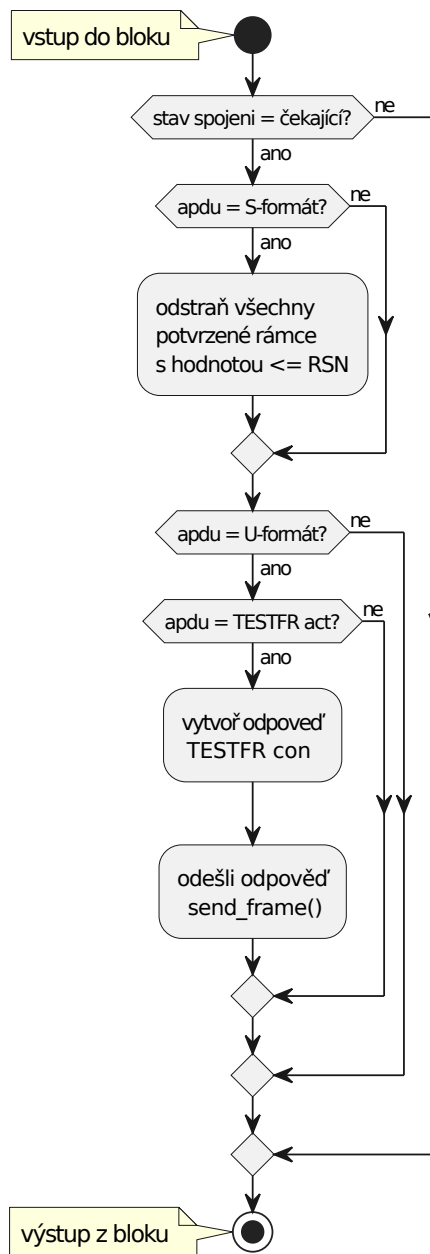 vstup do bloku
stav spojeni = čekající?
ne
ano
apdu = S-formát?
ne
ano
odstraň všechny
potvrzené rámce
s hodnotou <= RSN
apdu = U-formát?
ne
ano
apdu = TESTFR act?
ne
ano
vytvoř odpoveď
TESTFR con
odešli odpověď
send_frame()
výstup z bloku